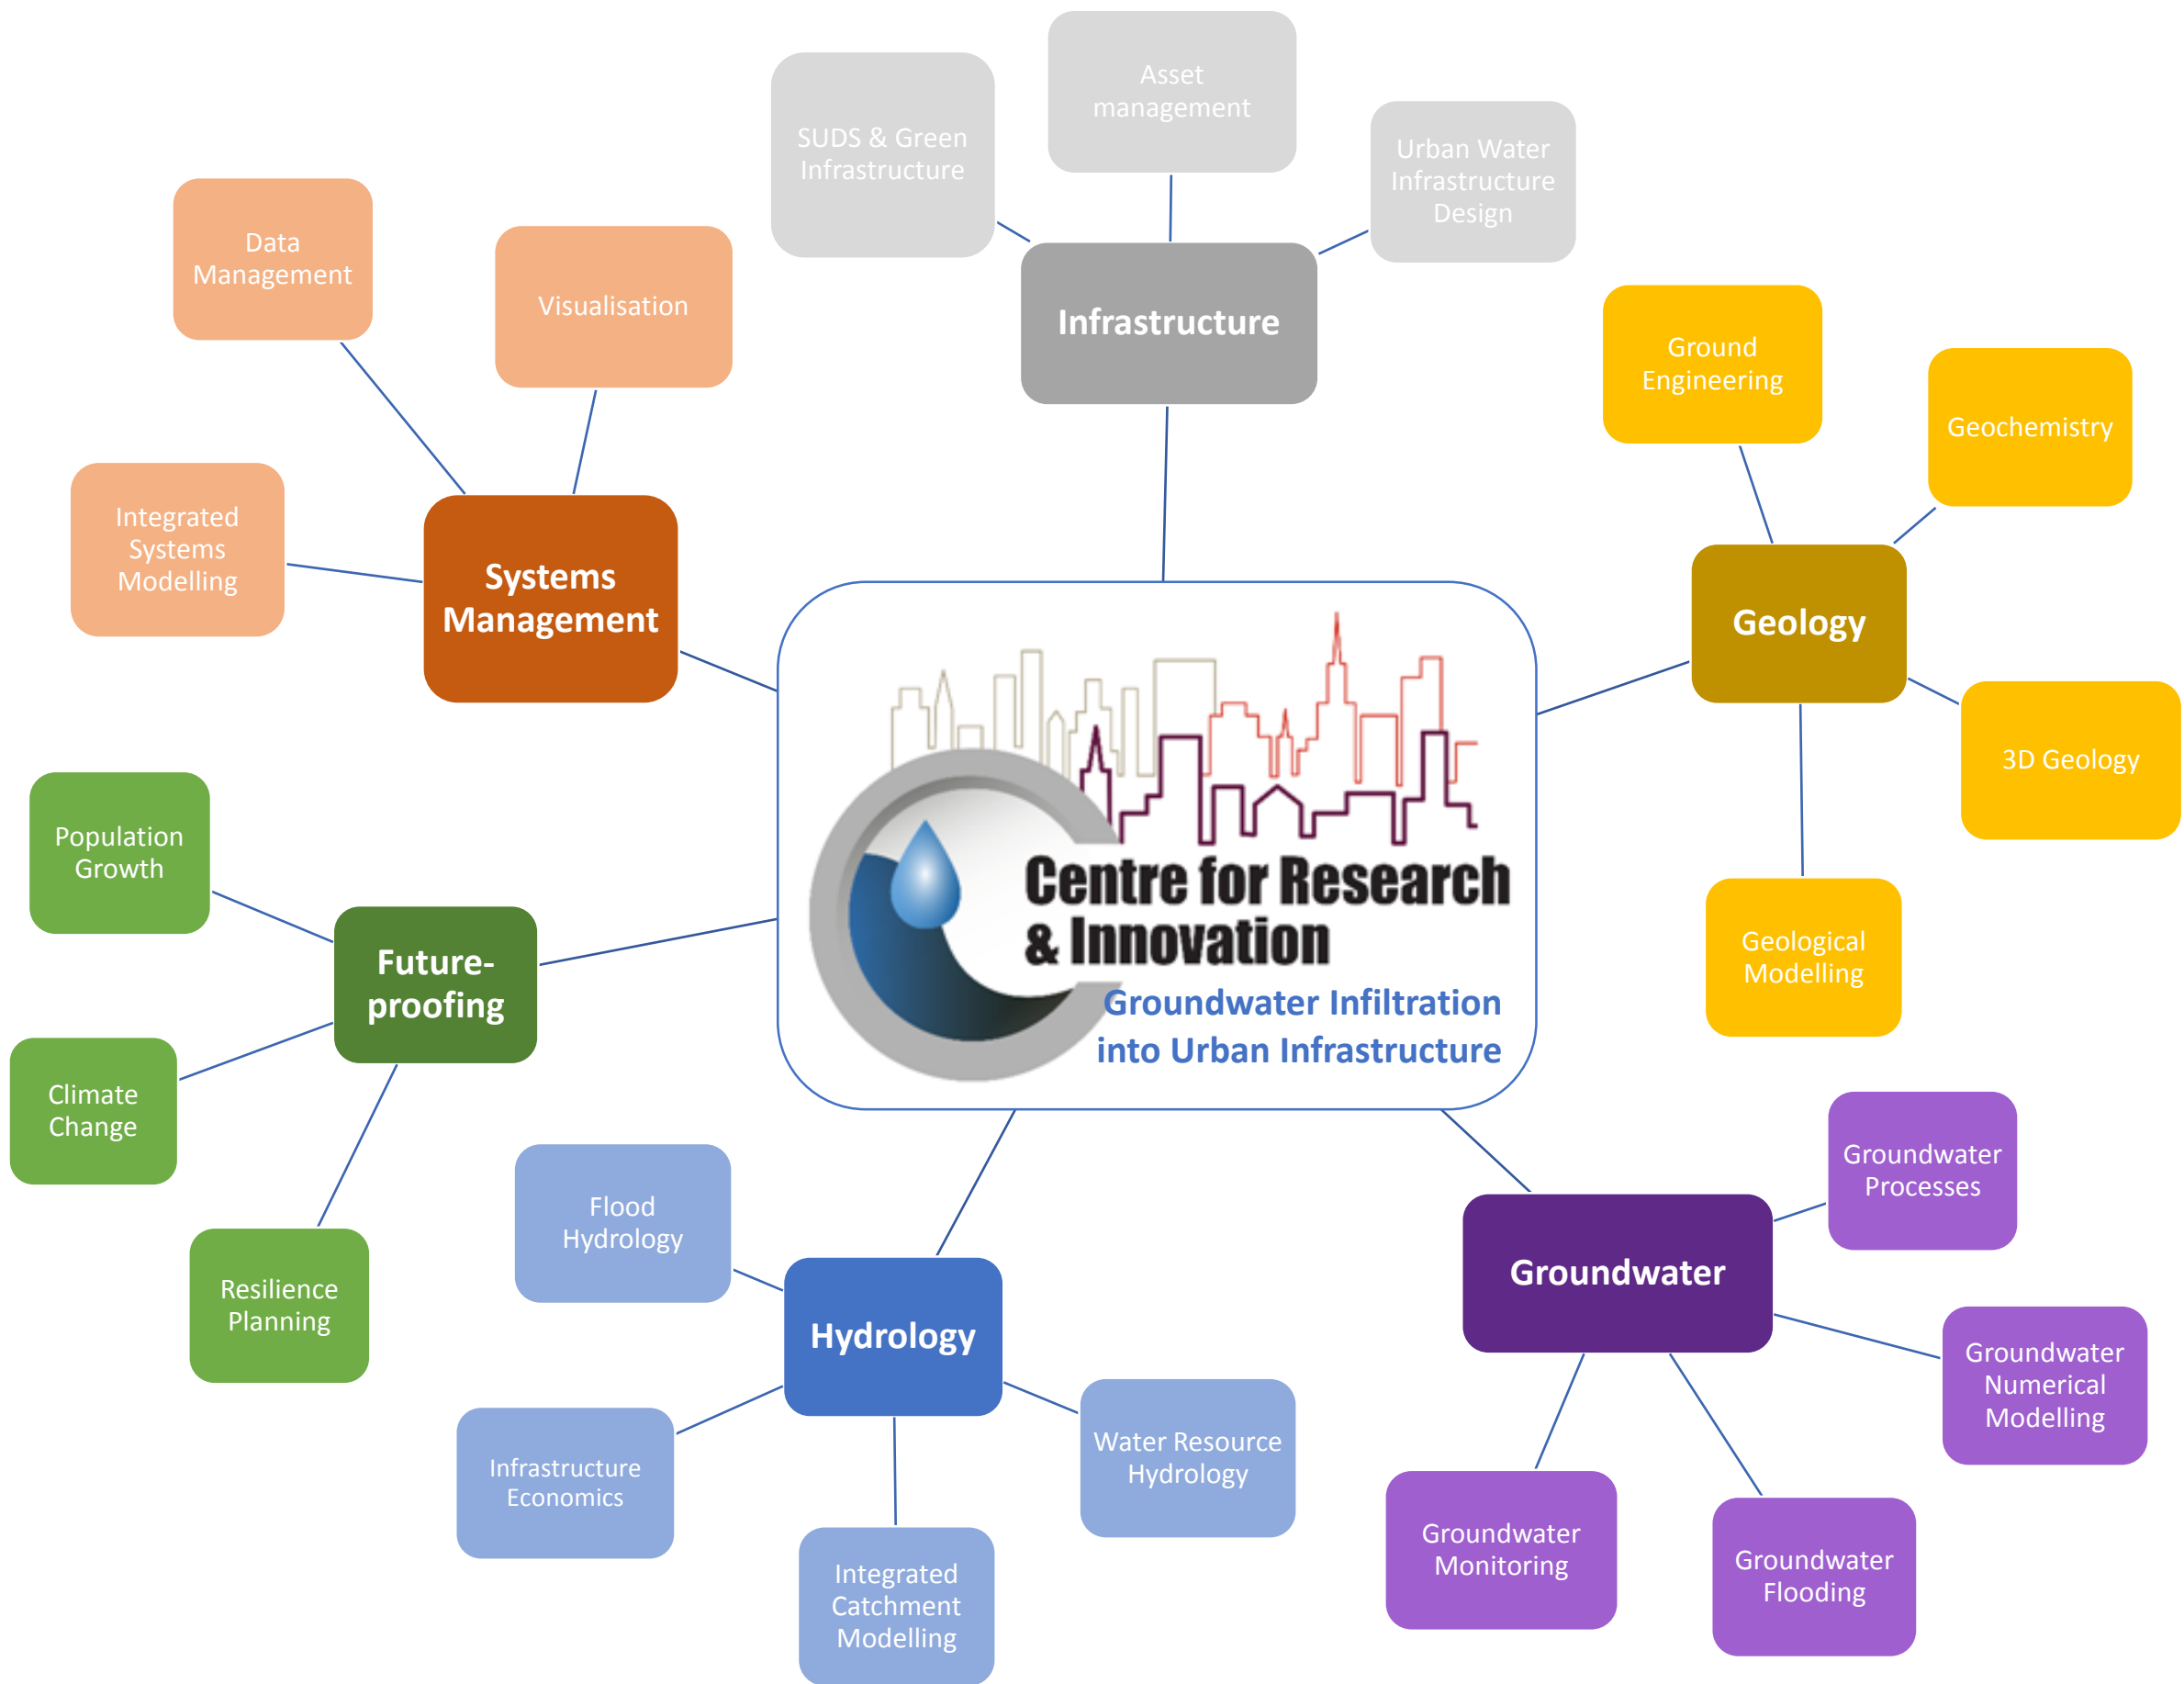 Asset
management
SUDS & Green
Infrastructure
Urban Water
Infrastructure
Design
Data
Management
Visualisation
Infrastructure
Ground
Engineering
Geochemistry
Integrated
Systems
Modelling
Systems
Management
Geology
3D Geology
Population
Growth
Centre for Research
& Innovation
Groundwater Infiltration
into Urban Infrastructure
Future-
proofing
Geological
Modelling
Climate
Change
Groundwater
Processes
Flood
Hydrology
Groundwater
Resilience
Planning
Hydrology
Groundwater
Numerical
Modelling
Water Resource
Hydrology
Infrastructure
Economics
Groundwater
Monitoring
Groundwater
Flooding
Integrated
Catchment
Modelling